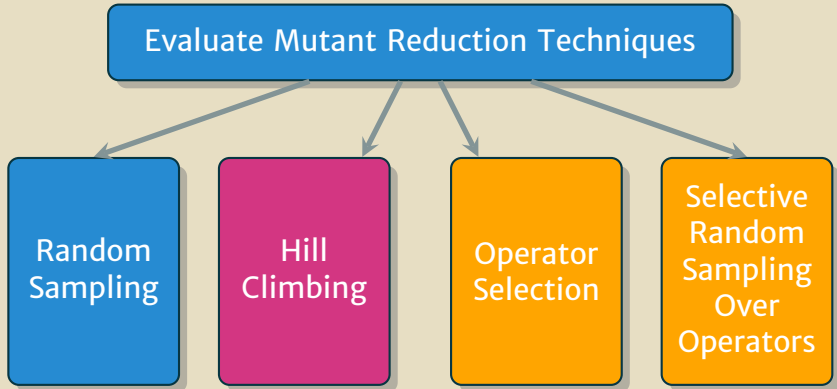 Evaluate Mutant Reduction Techniques
Random
Sampling
Hill
Climbing
Operator
Selection
Selective
Random
Sampling
Over
Operators